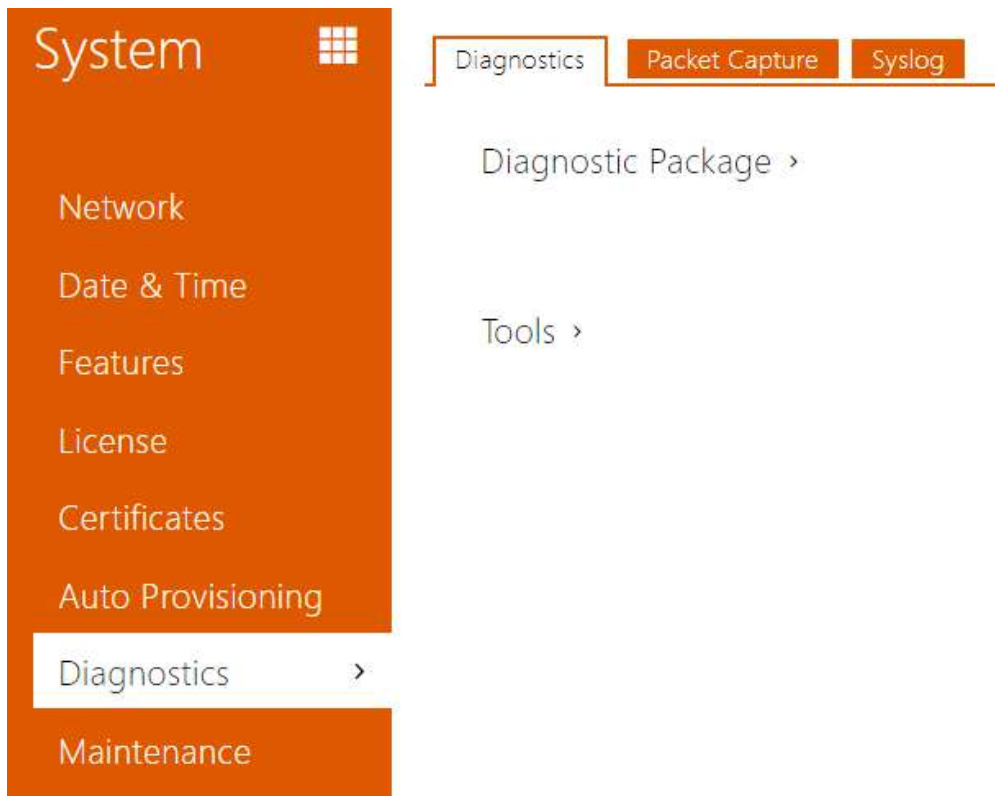 System
Network
Date & Time
Features
License
Certificates
Auto Provisioning
Diagnostics
Maintenance
Diagnostics
Packet Capture
Syslog
Diagnostic Package
Tools